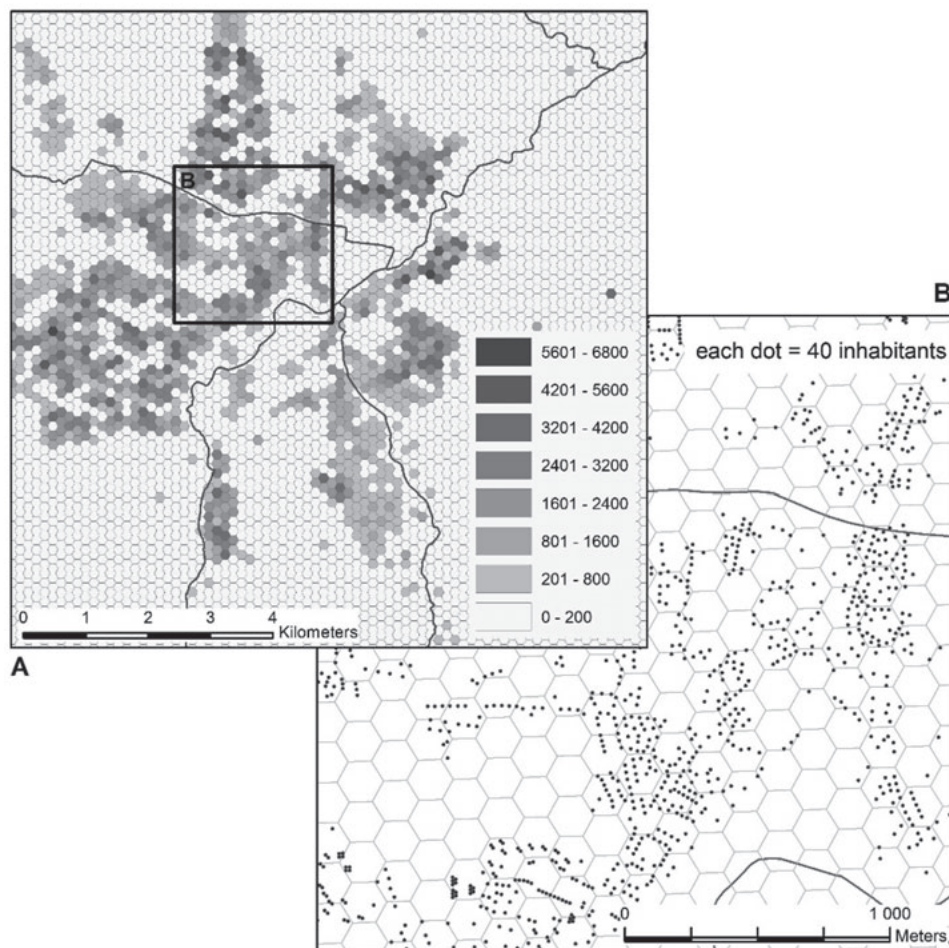 B
5601 - 6800
4201 - 5600
3201 - 4200
2401 - 3200
1601 - 2400
801 - 1600
201 - 800
0 - 200
0 1 2 3 4
Kilometers
A
B
each dot = 40 inhabitants
0 1 000
Meters